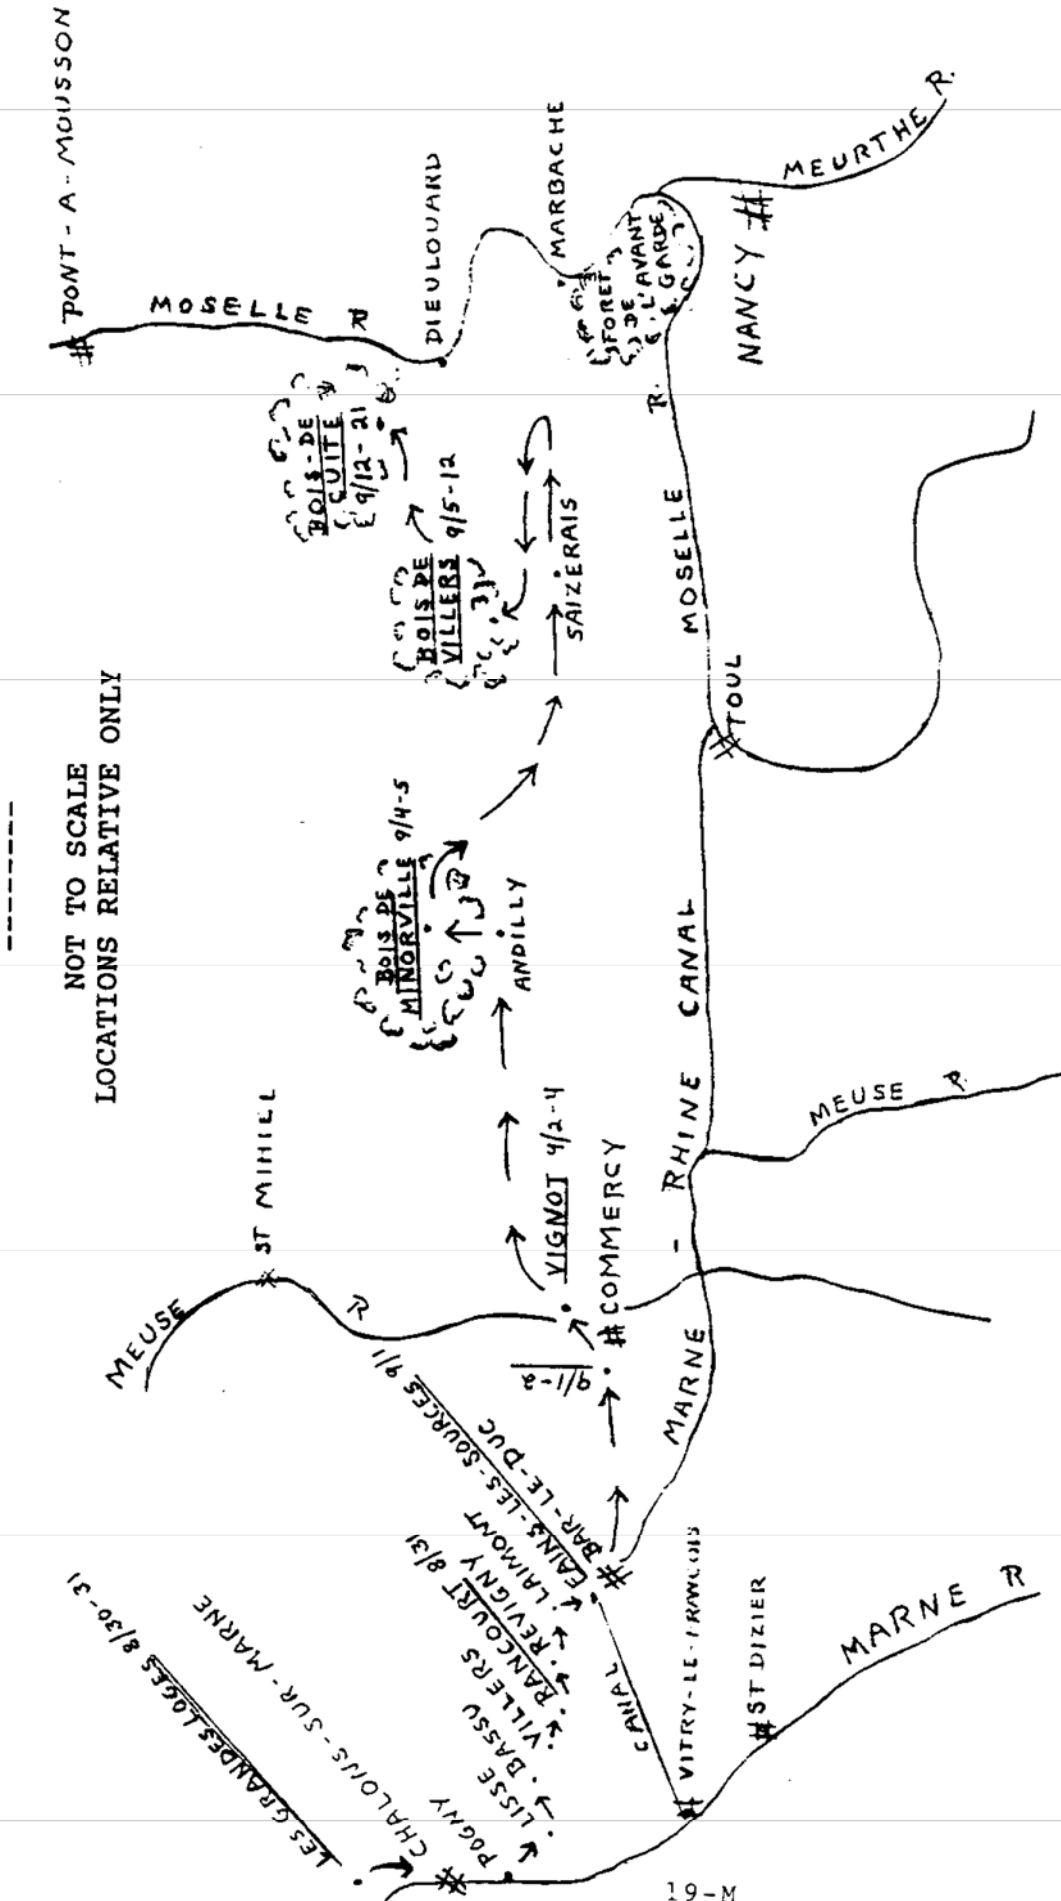 NOT TO SCALE
LOCATIONS RELATIVE ONLY
PONT-A-MOUSSON
MOSELLE R
DIEULOUARD
MARBACHE
FORET
DE
L'AVANT
GARDE
MEURTHE R.
NANCY
BOIS-DE
CUITE
9/12-21
BOIS DE
VILLERS 9/5-12
SAIZERAIS
MOSELLE R.
TOUL
BOIS DE
MINORVILLE 9/4-5
ANDILLY
ST MIHIEL
MEUSE R
VIGNOT 9/2-4
COMMERCY
9/1-2
MARNE - RHINE CANAL
MEUSE R.
LES GRANDES LOGES 8/30-31
CHALONS-SUR-MARNE
POGNY
LISSE
BASSU
VILLERS
RANCOURT 8/31
REVIGNY
LAIMONT
FAINS-LES-SOURCES 9/1
BAR-LE-DUC
CANAL
VITRY-LE-FRANCOIS
ST DIZIER
MARNE R
19-M